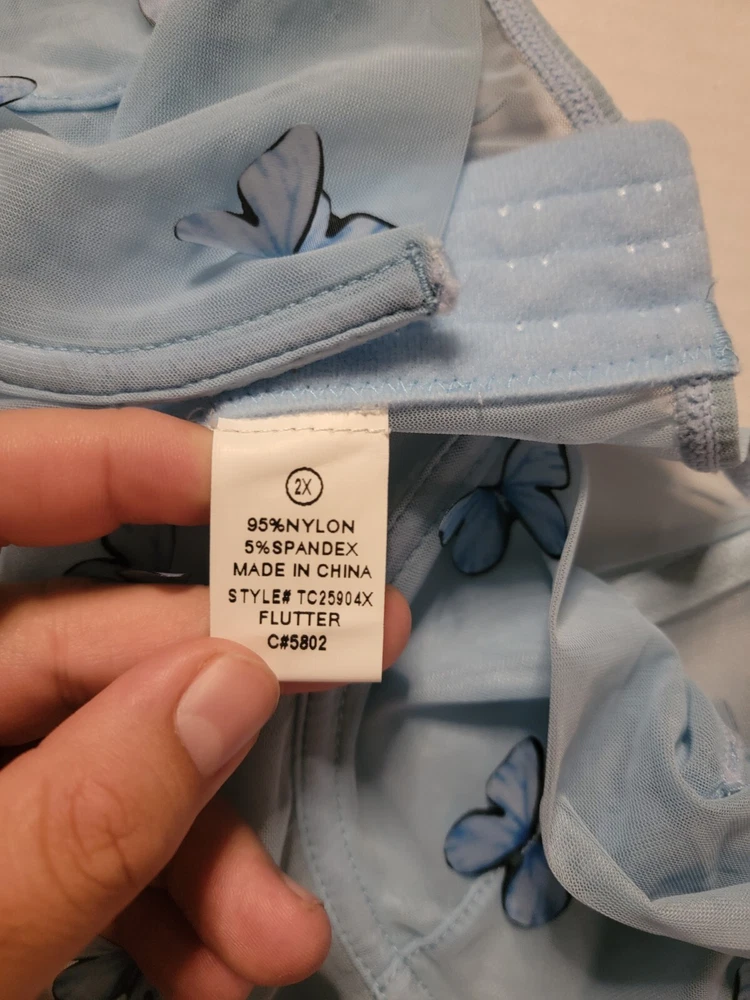 2X
95%NYLON
5%SPANDEX
MADE IN CHINA
STYLE# TC25904X
FLUTTER
C#5802